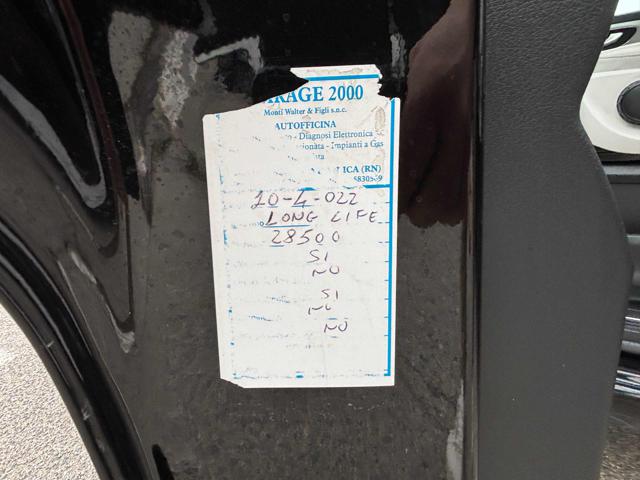 RAGE 2000
Monti Walter & Figli s.n.c.
AUTOFFICINA
- Diagnosi Elettronica
- Impianti a Gas
ICA (RN)
10-4-022
LONG LIFE
28500
SI
NO
SI
NO
NO